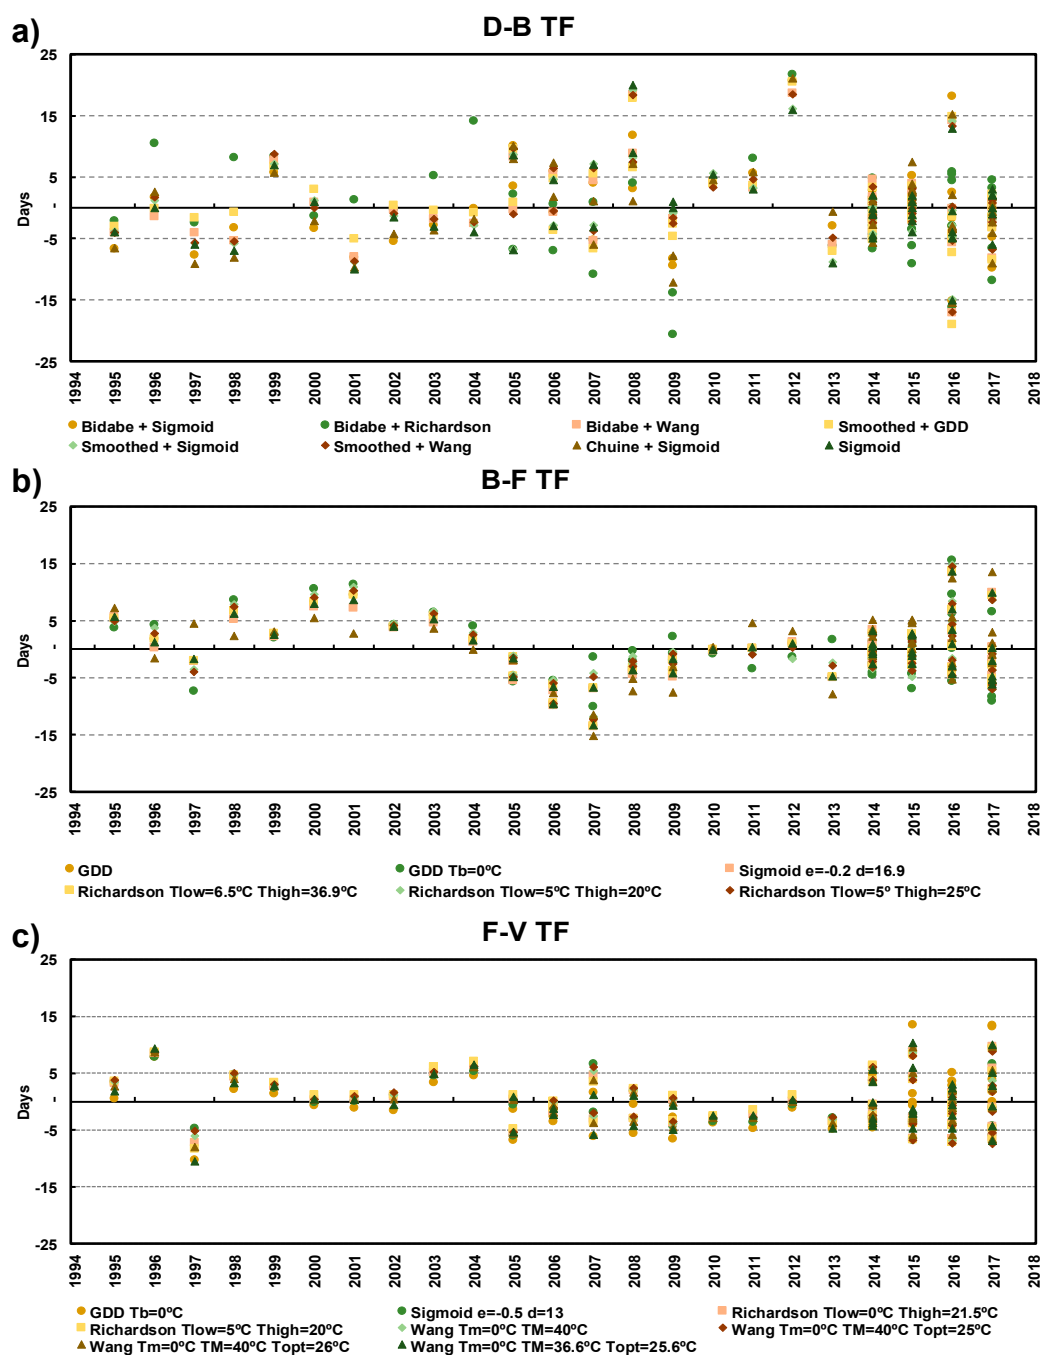 a)
D-B TF
25
15
5
-5
-15
-25
Days
1994 1995 1996 1997 1998 1999 2000 2001 2002 2003 2004 2005 2006 2007 2008 2009 2010 2011 2012 2013 2014 2015 2016 2017 2018
Bidabe + Sigmoid Bidabe + Richardson Bidabe + Wang Smoothed + GDD
Smoothed + Sigmoid Smoothed + Wang Chuine + Sigmoid Sigmoid
b)
B-F TF
25
15
5
-5
-15
-25
Days
1994 1995 1996 1997 1998 1999 2000 2001 2002 2003 2004 2005 2006 2007 2008 2009 2010 2011 2012 2013 2014 2015 2016 2017 2018
GDD GDD Tb=0ºC Sigmoid e=-0.2 d=16.9
Richardson Tlow=6.5ºC Thigh=36.9ºC Richardson Tlow=5ºC Thigh=20ºC Richardson Tlow=5º Thigh=25ºC
c)
F-V TF
25
15
5
-5
-15
-25
Days
1994 1995 1996 1997 1998 1999 2000 2001 2002 2003 2004 2005 2006 2007 2008 2009 2010 2011 2012 2013 2014 2015 2016 2017 2018
GDD Tb=0ºC Sigmoid e=-0.5 d=13 Richardson Tlow=0ºC Thigh=21.5ºC
Richardson Tlow=5ºC Thigh=20ºC Wang Tm=0ºC TM=40ºC Wang Tm=0ºC TM=40ºC Topt=25ºC
Wang Tm=0ºC TM=40ºC Topt=26ºC Wang Tm=0ºC TM=36.6ºC Topt=25.6ºC